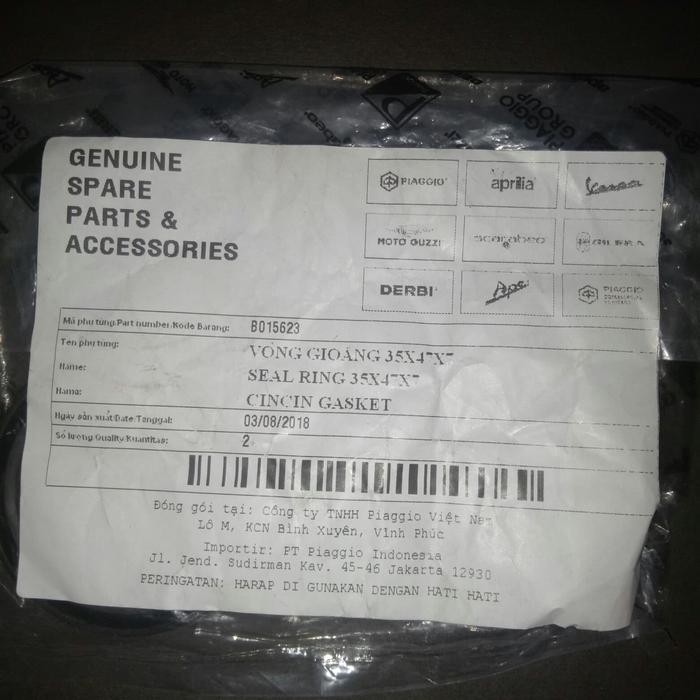 GENUINE
SPARE
PARTS &
ACCESSORIES
PIAGGIO
aprilia
Vespa
MOTO GUZZI
scarabeo
DERBI
Ape
PIAGGIO
Mã phụ tùng/Part number/Kode Barang: B015623
Tên phụ tùng: VÒNG GIOĂNG 35X47X7
Name: SEAL RING 35X47X7
Nama: CINCIN GASKET
Ngày sản xuất/Date/Tanggal: 03/08/2018
Số lượng/Quality/Kuantitas: 2
Đóng gói tại: Công ty TNHH Piaggio Việt Nam
Lô M, KCN Bình Xuyên, Vĩnh Phúc
Importir: PT Piaggio Indonesia
Jl. Jend. Sudirman Kav. 45-46 Jakarta 12930
PERINGATAN: HARAP DI GUNAKAN DENGAN HATI HATI
PIAGGIO
GROUP